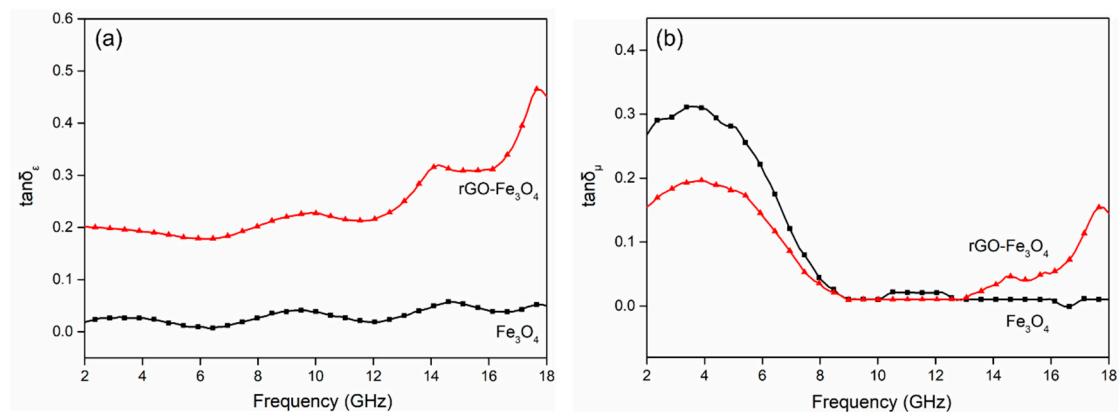 (a)
0.6
0.5
0.4
0.3
0.2
0.1
0.0
tanδε
rGO-Fe3O4
Fe3O4
2 4 6 8 10 12 14 16 18
Frequency (GHz)
(b)
0.4
0.3
0.2
0.1
0.0
tanδμ
rGO-Fe3O4
Fe3O4
2 4 6 8 10 12 14 16 18
Frequency (GHz)